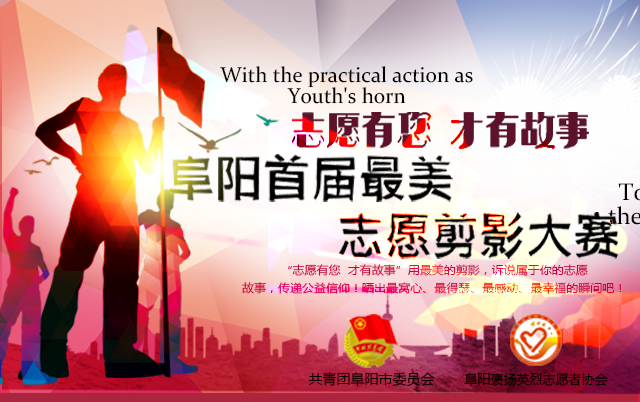 With the practical action as
Youth's horn
志愿有您 才有故事
阜阳首届最美
To
志愿剪影大赛
the
“志愿有您 才有故事”用最美的剪影，诉说属于你的志愿
故事，传递公益信仰！晒出最窝心、最得瑟、最感动、最幸福的瞬间吧！
共青团阜阳市委员会
阜阳褒扬英烈志愿者协会